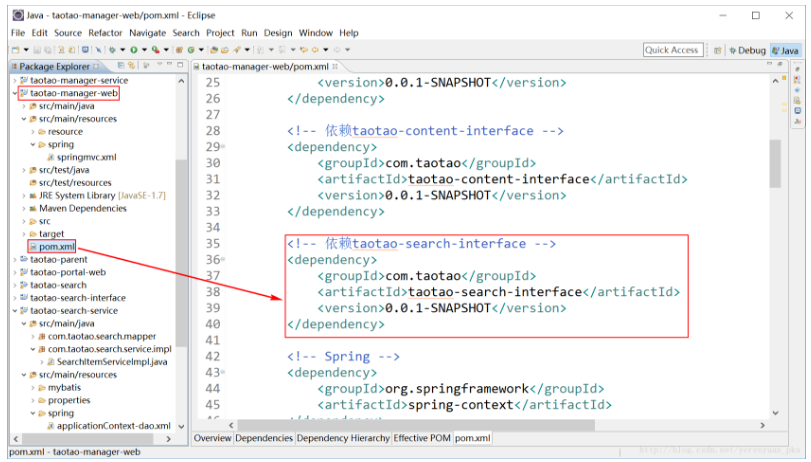 Java - taotao-manager-web/pom.xml - Eclipse
File Edit Source Refactor Navigate Search Project Run Design Window Help
Quick Access
Debug
Java
Package Explorer
taotao-manager-service
taotao-manager-web
src/main/java
src/main/resources
resource
spring
springmvc.xml
src/test/java
src/test/resources
JRE System Library [JavaSE-1.7]
Maven Dependencies
src
target
pom.xml
taotao-parent
taotao-portal-web
taotao-search
taotao-search-interface
taotao-search-service
src/main/java
com.taotao.search.mapper
com.taotao.search.service.impl
SearchItemServiceImpl.java
src/main/resources
mybatis
properties
spring
applicationContext-dao.xml
taotao-manager-web/pom.xml
25 <version>0.0.1-SNAPSHOT</version>
26 </dependency>
27
28 <!-- 依赖taotao-content-interface -->
29 <dependency>
30 <groupId>com.taotao</groupId>
31 <artifactId>taotao-content-interface</artifactId>
32 <version>0.0.1-SNAPSHOT</version>
33 </dependency>
34
35 <!-- 依赖taotao-search-interface -->
36 <dependency>
37 <groupId>com.taotao</groupId>
38 <artifactId>taotao-search-interface</artifactId>
39 <version>0.0.1-SNAPSHOT</version>
40 </dependency>
41
42 <!-- Spring -->
43 <dependency>
44 <groupId>org.springframework</groupId>
45 <artifactId>spring-context</artifactId>
Overview Dependencies Dependency Hierarchy Effective POM pom.xml
pom.xml - taotao-manager-web